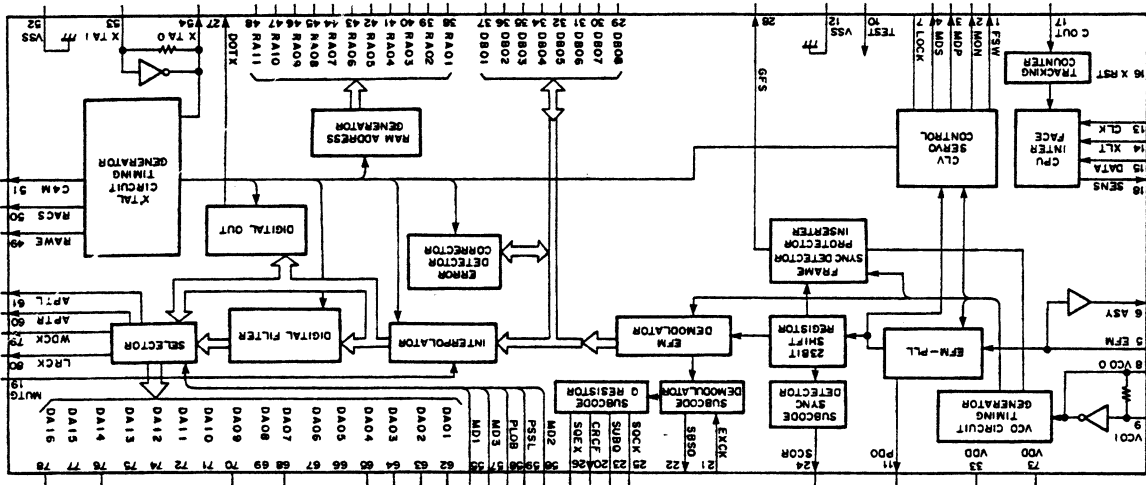 73
VDD
33
VDD
11
PDO
24
SCOR
21
EXCK
22
SBSO
25
SQCK
23
SUBQ
20
CRCF
26
SQEX
56
MD2
59
PSSL
58
PLOB
57
MD3
55
MD1
62
DA01
63
DA02
64
DA03
65
DA04
66
DA05
67
DA06
68
DA07
69
DA08
70
DA09
71
DA10
72
DA11
74
DA12
75
DA13
76
DA14
77
DA15
78
DA16
9
VCOI
8 VCO O
5 EFM
6 ASY
VCO CIRCUIT
TIMING
GENERATOR
SUBCODE
SYNC
DETECTOR
SUBCODE
DEMODULATOR
SUBCODE
Q RESISTOR
MUTG
19
EFM-PLL
23BIT
SHIFT
REGISTOR
EFM
DEMOOLATOR
INTERPOLATOR
DIGITAL FILTER
SELECTOR
LRCK
80
WDCK
79
APTR
60
APTL
61
FRAME
SYNC DETECTOR
PROTECTOR
INSERTER
ERROR
DETECTOR
CORRECTOR
DIGITAL OUT
X'TAL
CIRCUIT
TIMING
GENERATOR
RAWE
49
RACS
50
C4M
51
18
SENS
15
DATA
14
XLT
13
CLK
CPU
INTER
FACE
CLV
SERVO
CONTROL
RAM ADDRESS
GENERATOR
16 X RST
TRACKING
COUNTER
C OUT
17
FSW
1
MON
2
MDP
3
MDS
4
LOCK
7
TEST
10
VSS
12
GFS
28
DB08
29
DB07
30
DB06
31
DB05
32
DB04
34
DB03
35
DB02
36
DB01
37
RA01
38
RA02
39
RA03
40
RA04
41
RA05
42
RA06
43
RA07
44
RA08
45
RA09
46
RA10
47
RA11
48
DOTX
27
X TAO
54
X TAI
53
VSS
52